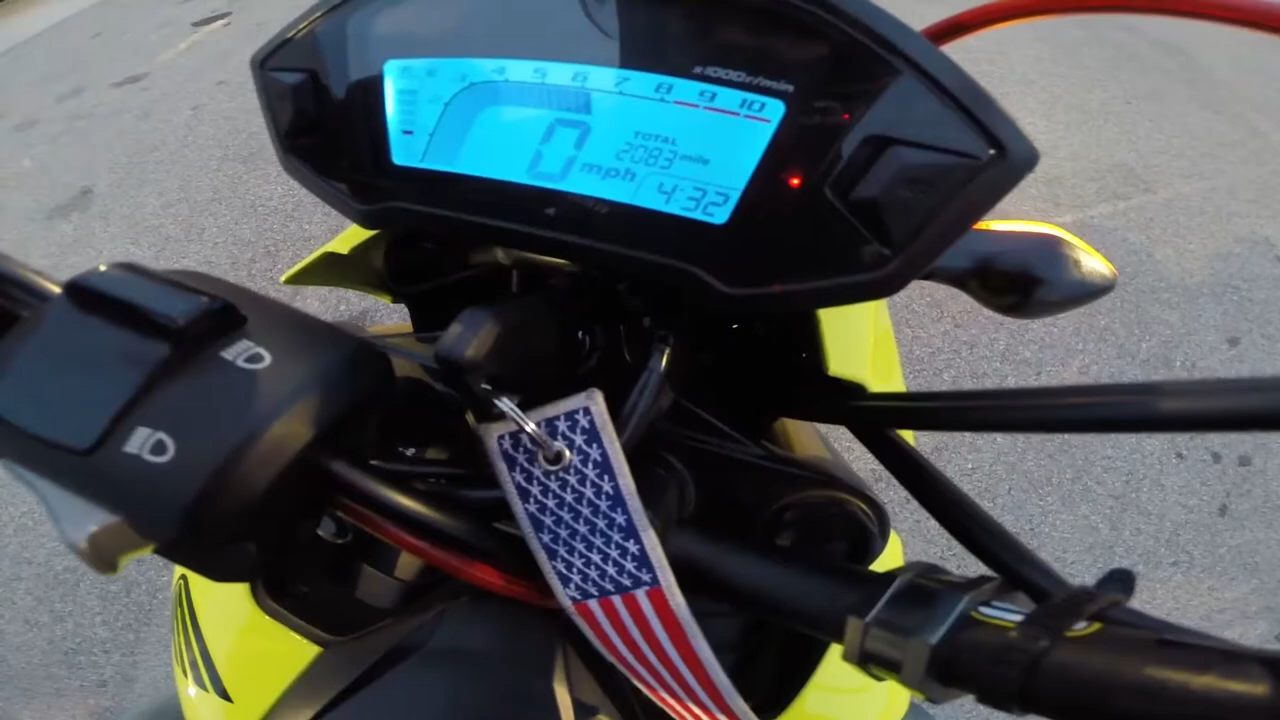 x1000r/min
4 5 6 7 8 9 10
TOTAL
2083 mile
0 mph
4:32